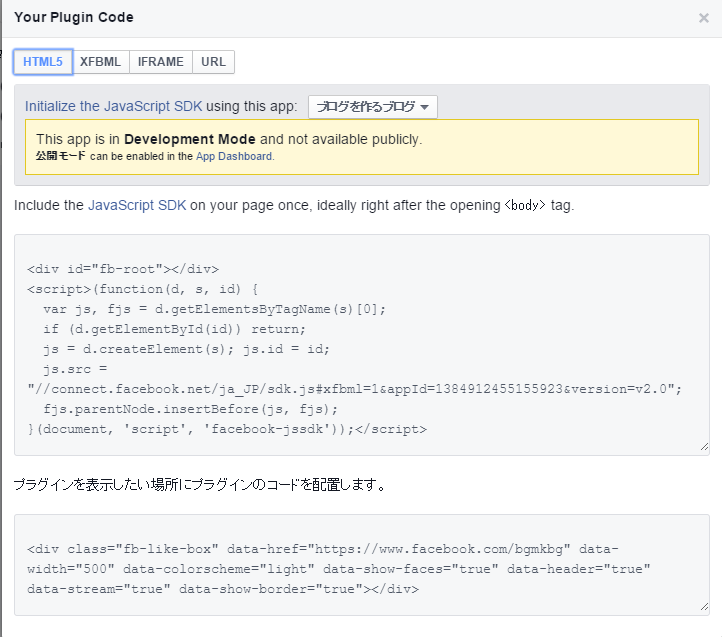 Your Plugin Code ×
HTML5 XFBML IFRAME URL
Initialize the JavaScript SDK using this app: ブログを作るブログ
This app is in Development Mode and not available publicly.
公開モード can be enabled in the App Dashboard.
Include the JavaScript SDK on your page once, ideally right after the opening <body> tag.
<div id="fb-root"></div>
<script>(function(d, s, id) {
  var js, fjs = d.getElementsByTagName(s)[0];
  if (d.getElementById(id)) return;
  js = d.createElement(s); js.id = id;
  js.src =
"//connect.facebook.net/ja_JP/sdk.js#xfbml=1&appId=1384912455155923&version=v2.0";
  fjs.parentNode.insertBefore(js, fjs);
}(document, 'script', 'facebook-jssdk'));</script>
プラグインを表示したい場所にプラグインのコードを配置します。
<div class="fb-like-box" data-href="https://www.facebook.com/bgmkbg" data-
width="500" data-colorscheme="light" data-show-faces="true" data-header="true"
data-stream="true" data-show-border="true"></div>